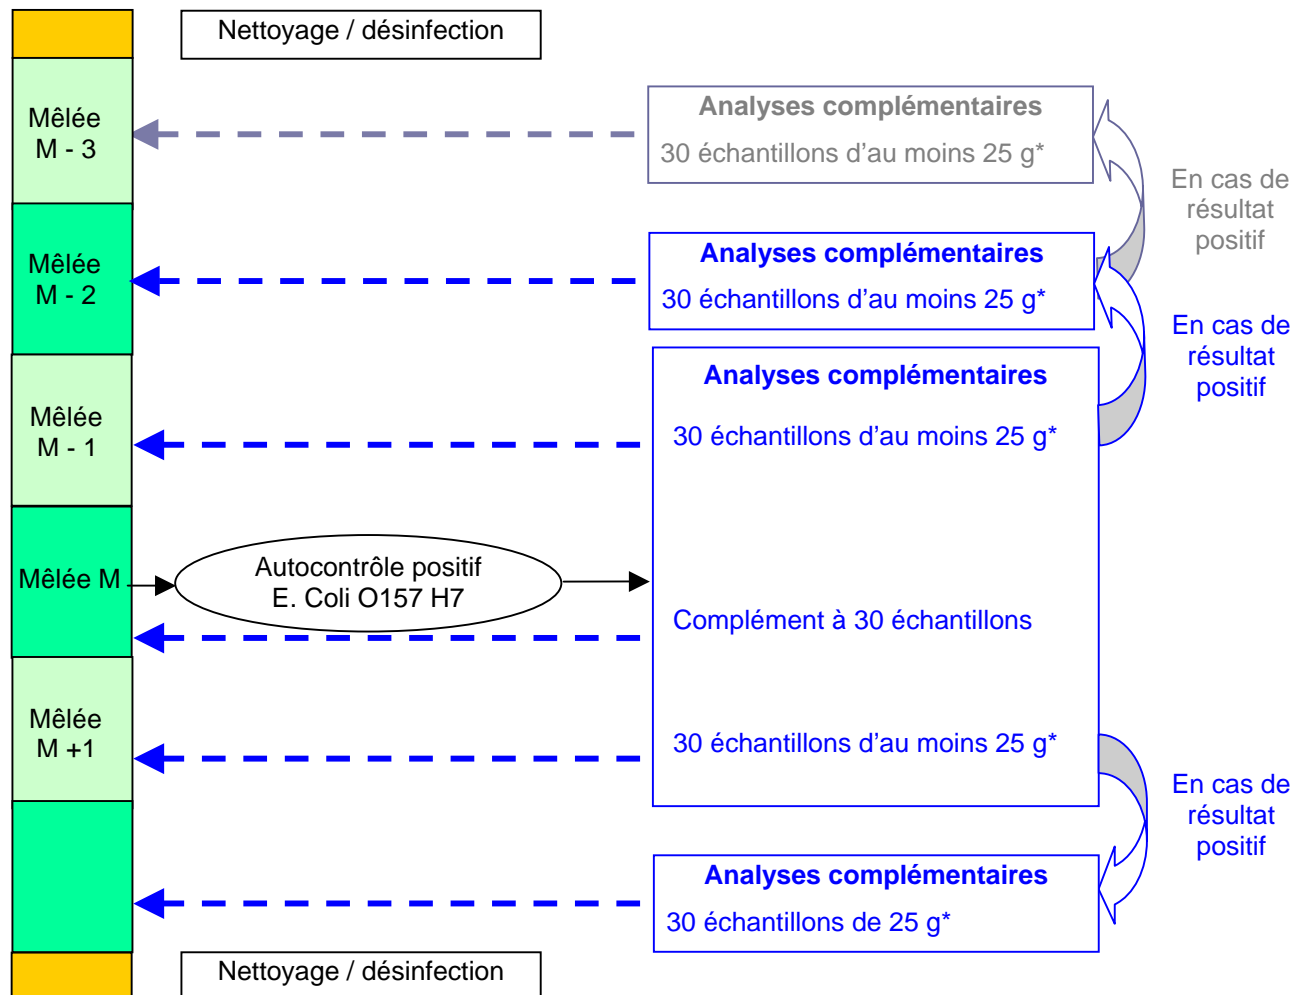 Nettoyage / désinfection
Mêlée
M - 3
Analyses complémentaires
30 échantillons d'au moins 25 g*
En cas de
résultat
positif
Mêlée
M - 2
Analyses complémentaires
30 échantillons d'au moins 25 g*
En cas de
résultat
positif
Mêlée
M - 1
Analyses complémentaires
30 échantillons d'au moins 25 g*
Mêlée M
Autocontrôle positif
E. Coli O157 H7
Complément à 30 échantillons
Mêlée
M +1
30 échantillons d'au moins 25 g*
En cas de
résultat
positif
Analyses complémentaires
30 échantillons de 25 g*
Nettoyage / désinfection